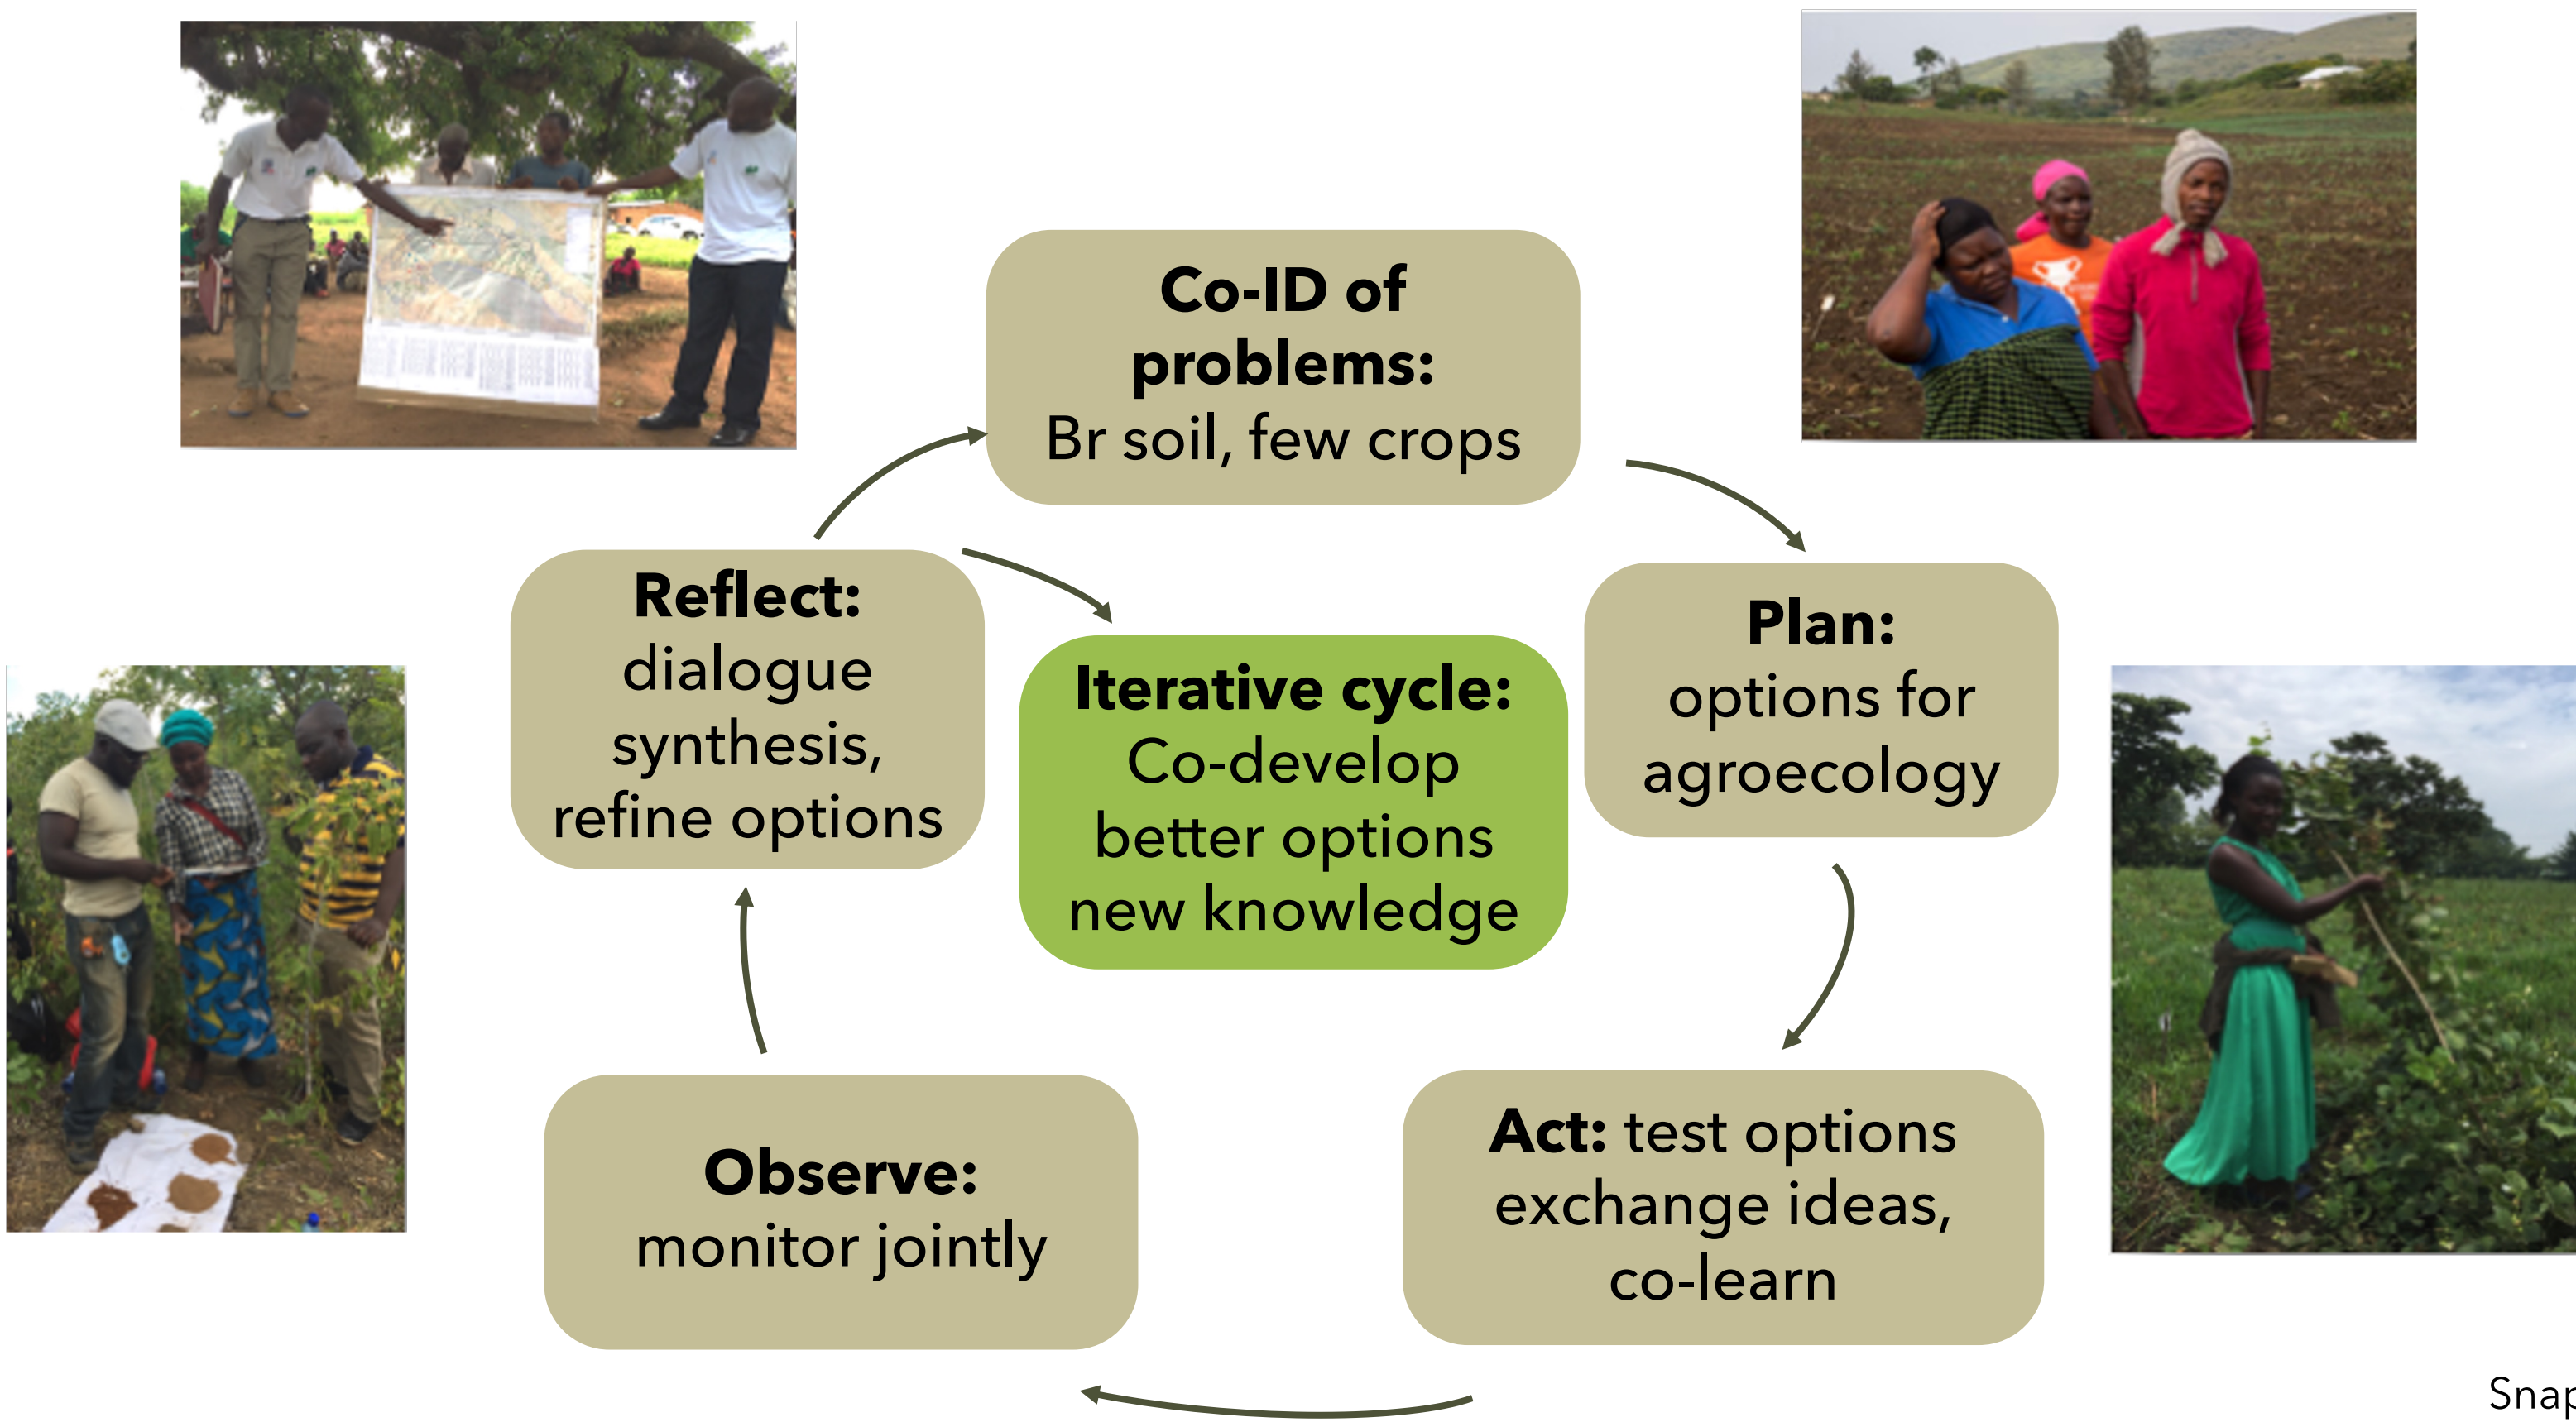 Co-ID of
problems:
Br soil, few crops
Reflect:
dialogue
synthesis,
refine options
Iterative cycle:
Co-develop
better options
new knowledge
Plan:
options for
agroecology
Observe:
monitor jointly
Act: test options
exchange ideas,
co-learn
Snap